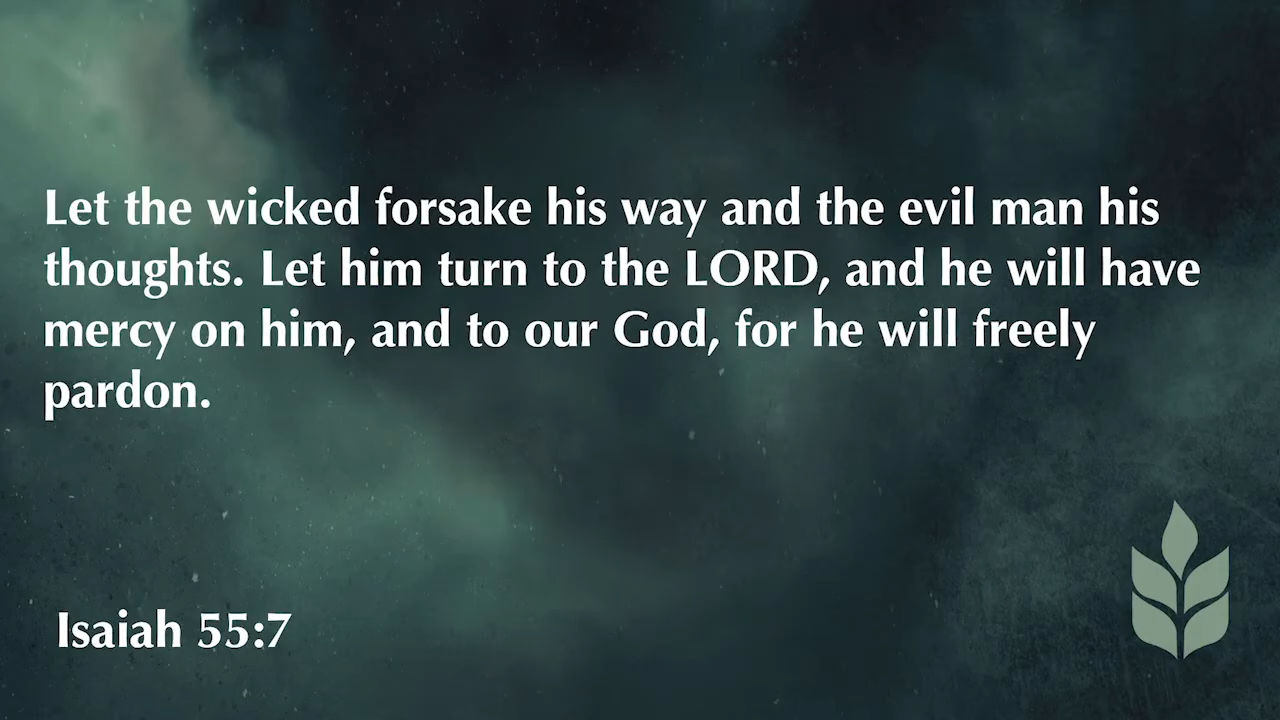 Let the wicked forsake his way and the evil man his
thoughts. Let him turn to the LORD, and he will have
mercy on him, and to our God, for he will freely
pardon.
Isaiah 55:7